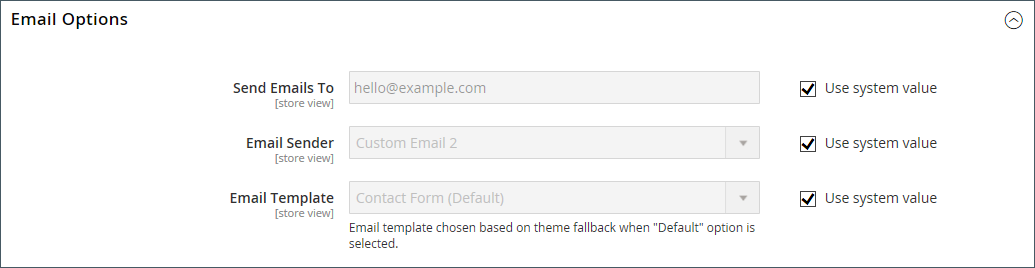 Email Options
Send Emails To hello@example.com Use system value
[store view]
Email Sender Custom Email 2 Use system value
[store view]
Email Template Contact Form (Default) Use system value
[store view]
Email template chosen based on theme fallback when "Default" option is
selected.